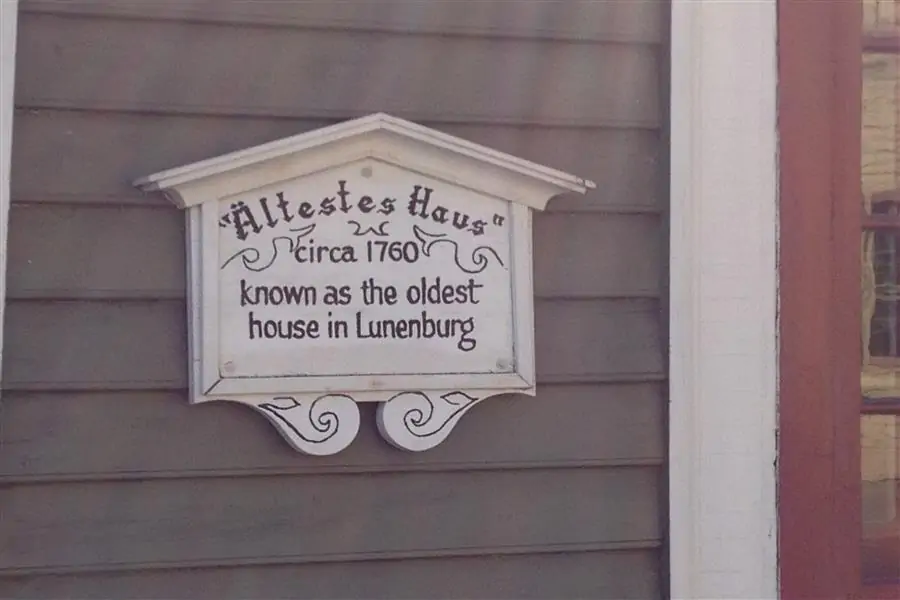 "Ältestes Haus"
circa 1760
known as the oldest
house in Lunenburg